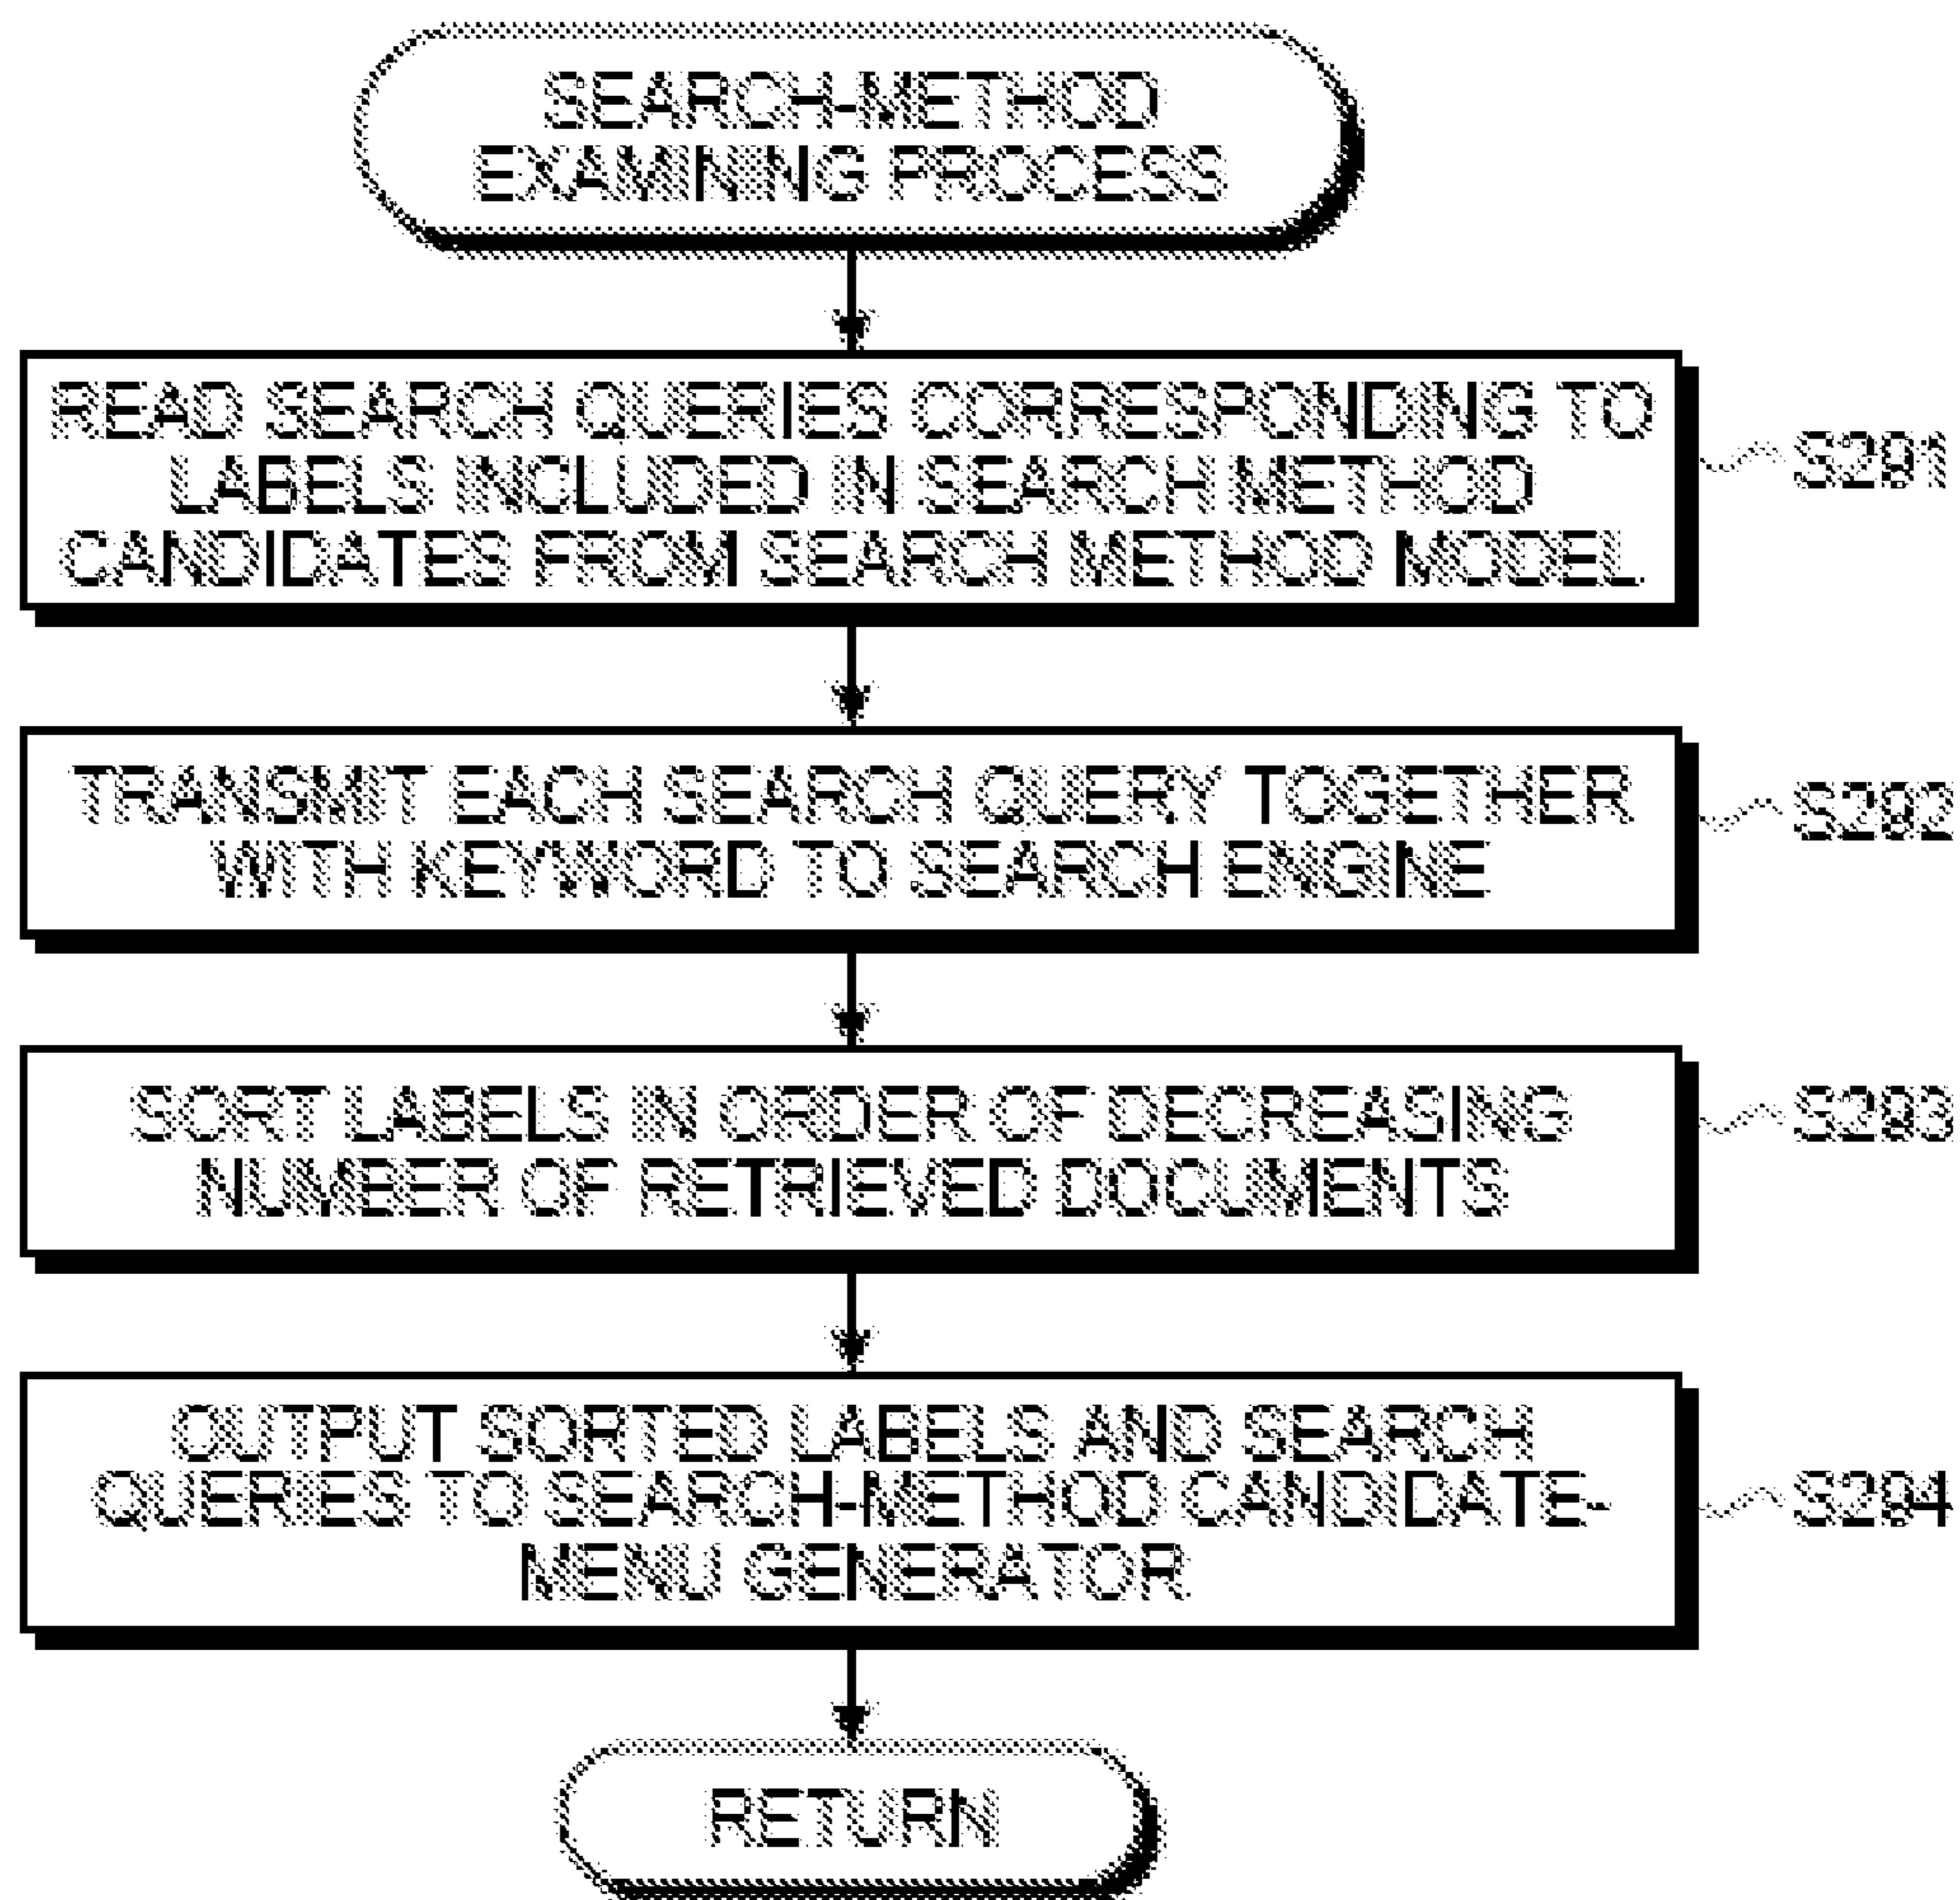 SEARCH-METHOD
EXAMINING PROCESS
READ SEARCH QUERIES CORRESPONDING TO
LABELS INCLUDED IN SEARCH METHOD
CANDIDATES FROM SEARCH METHOD MODEL
S291
TRANSMIT EACH SEARCH QUERY TOGETHER
WITH KEYWORD TO SEARCH ENGINE
S292
SORT LABELS IN ORDER OF DECREASING
NUMBER OF RETRIEVED DOCUMENTS
S293
OUTPUT SORTED LABELS AND SEARCH
QUERIES TO SEARCH-METHOD CANDIDATE-
MENU GENERATOR
S294
RETURN